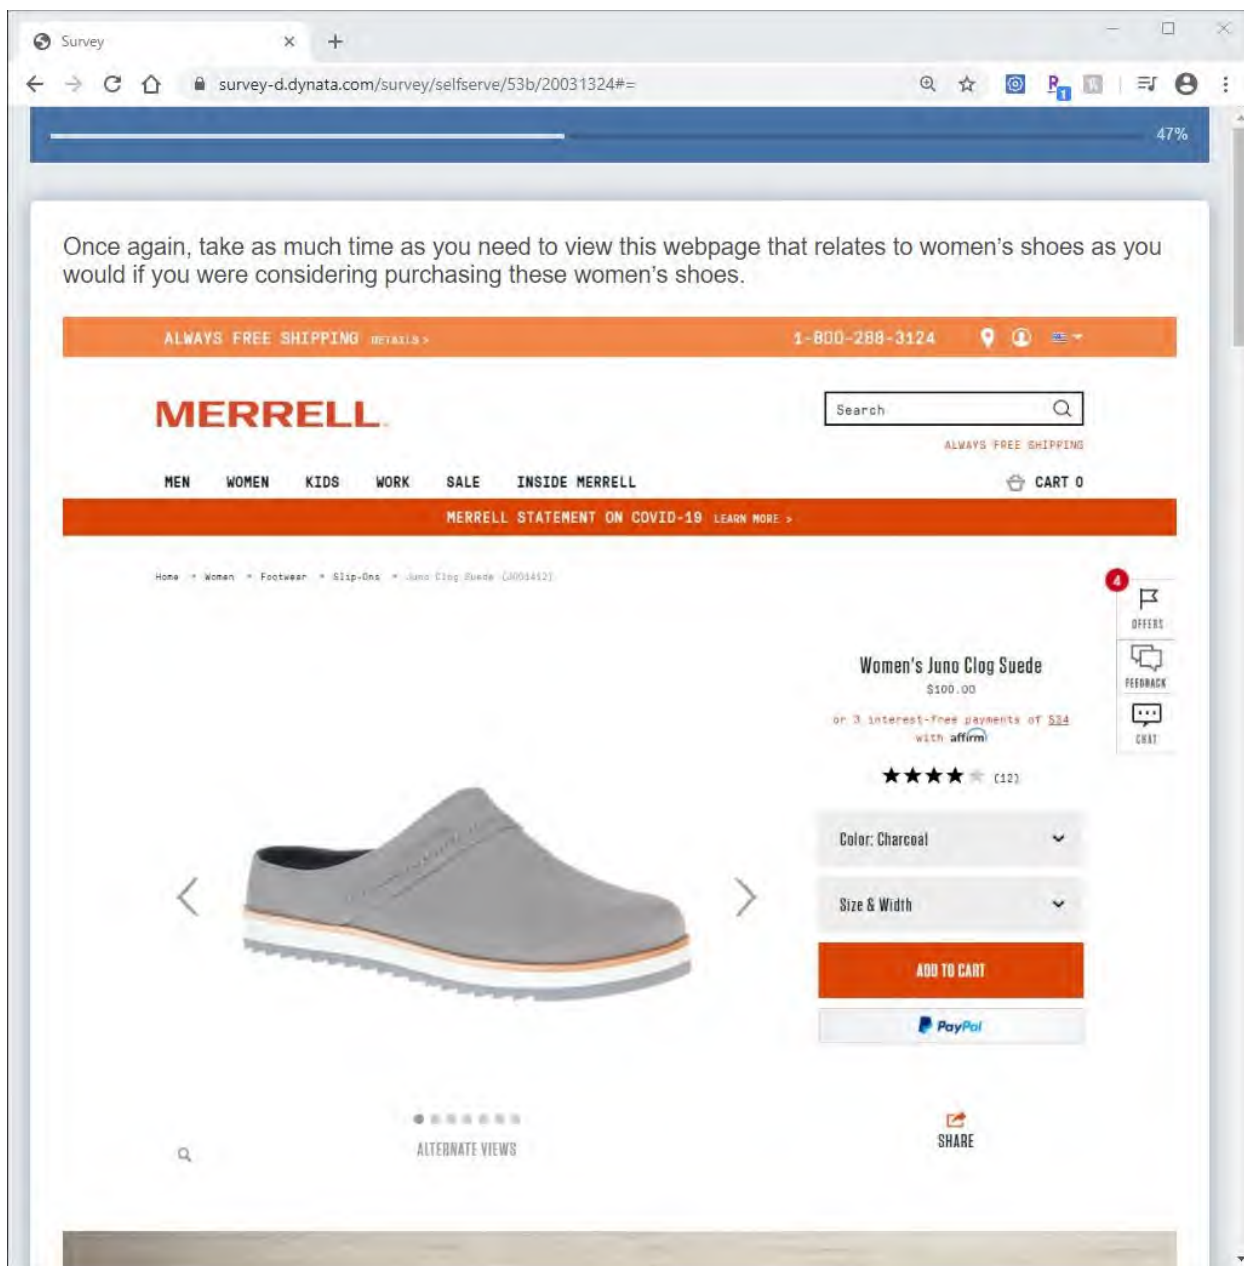 Survey
survey-d.dynata.com/survey/selfserve/53b/20031324#=
1
47%
Once again, take as much time as you need to view this webpage that relates to women’s shoes as you
would if you were considering purchasing these women’s shoes.
ALWAYS FREE SHIPPING DETAILS >
1-800-288-3124
MERRELL
Search
ALWAYS FREE SHIPPING
MEN WOMEN KIDS WORK SALE INSIDE MERRELL
CART 0
MERRELL STATEMENT ON COVID-19 LEARN MORE >
Home Women Footwear Slip-Ons Juno Clog Suede
4
OFFERS
FEEDBACK
CHAT
Women's Juno Clog Suede
$100.00
or 3 interest-free payments of $34
with affirm
(12)
Color: Charcoal
Size & Width
ADD TO CART
PayPal
ALTERNATE VIEWS
SHARE